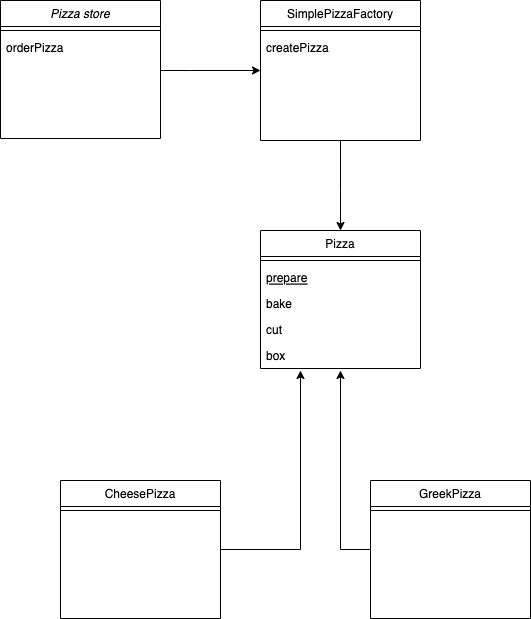 Pizza store
orderPizza
SimplePizzaFactory
createPizza
Pizza
prepare
bake
cut
box
CheesePizza
GreekPizza